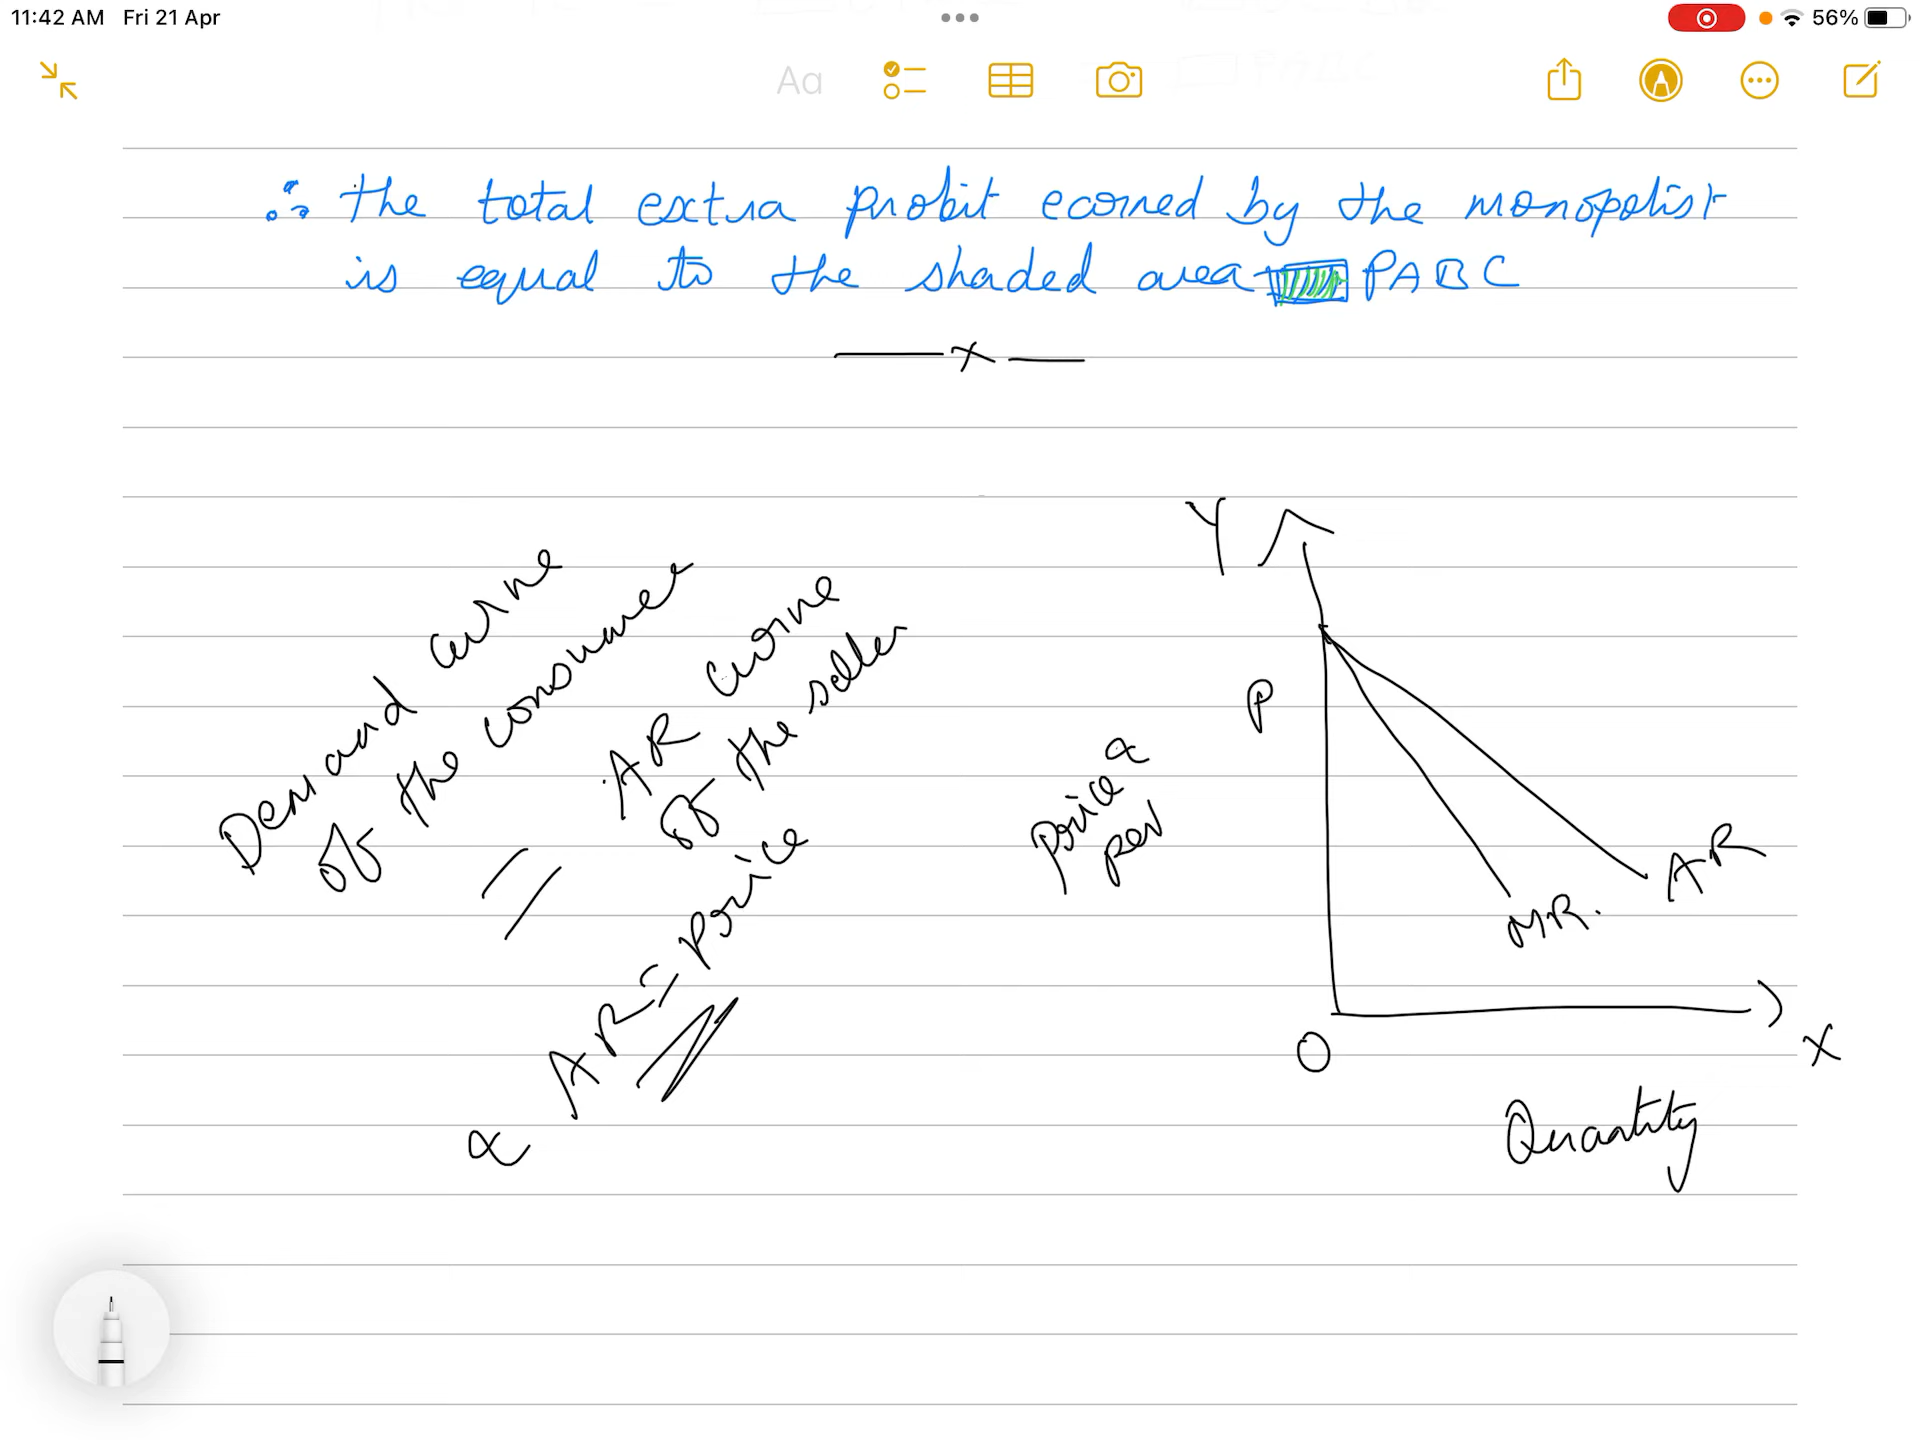 11:42 AM Fri 21 Apr
56%
Aa
∴ the total extra profit earned by the monopolist
is equal to the shaded area PABC
x
Demand curve
of the consumer
=
AR curve
of the seller
& AR = price
Y
P
Price &
Rev
AR
MR.
O
X
Quantity